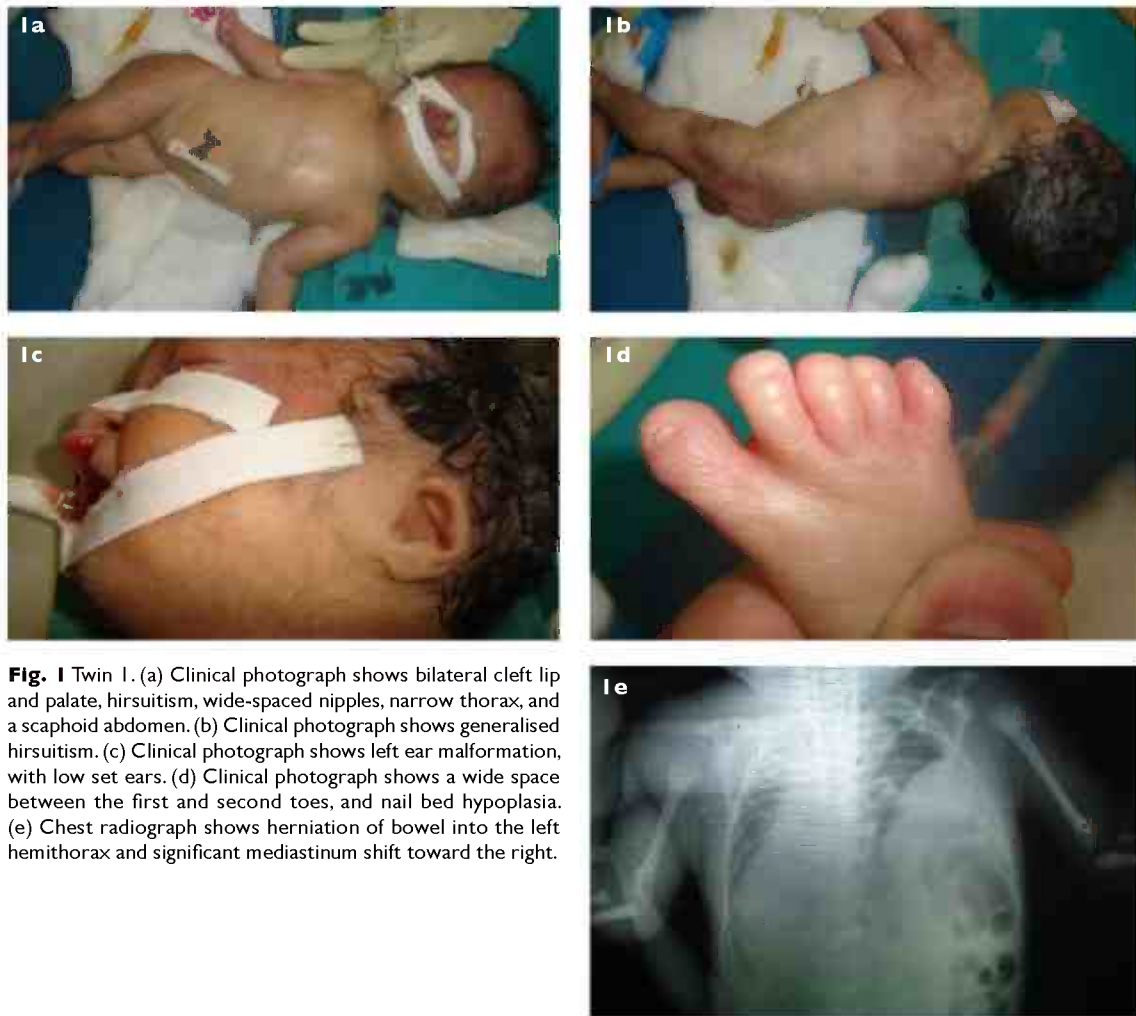 1a
1b
1c
1d
Fig. 1 Twin 1. (a) Clinical photograph shows bilateral cleft lip
and palate, hirsuitism, wide-spaced nipples, narrow thorax, and
a scaphoid abdomen. (b) Clinical photograph shows generalised
hirsuitism. (c) Clinical photograph shows left ear malformation,
with low set ears. (d) Clinical photograph shows a wide space
between the first and second toes, and nail bed hypoplasia.
(e) Chest radiograph shows herniation of bowel into the left
hemithorax and significant mediastinum shift toward the right.
1e